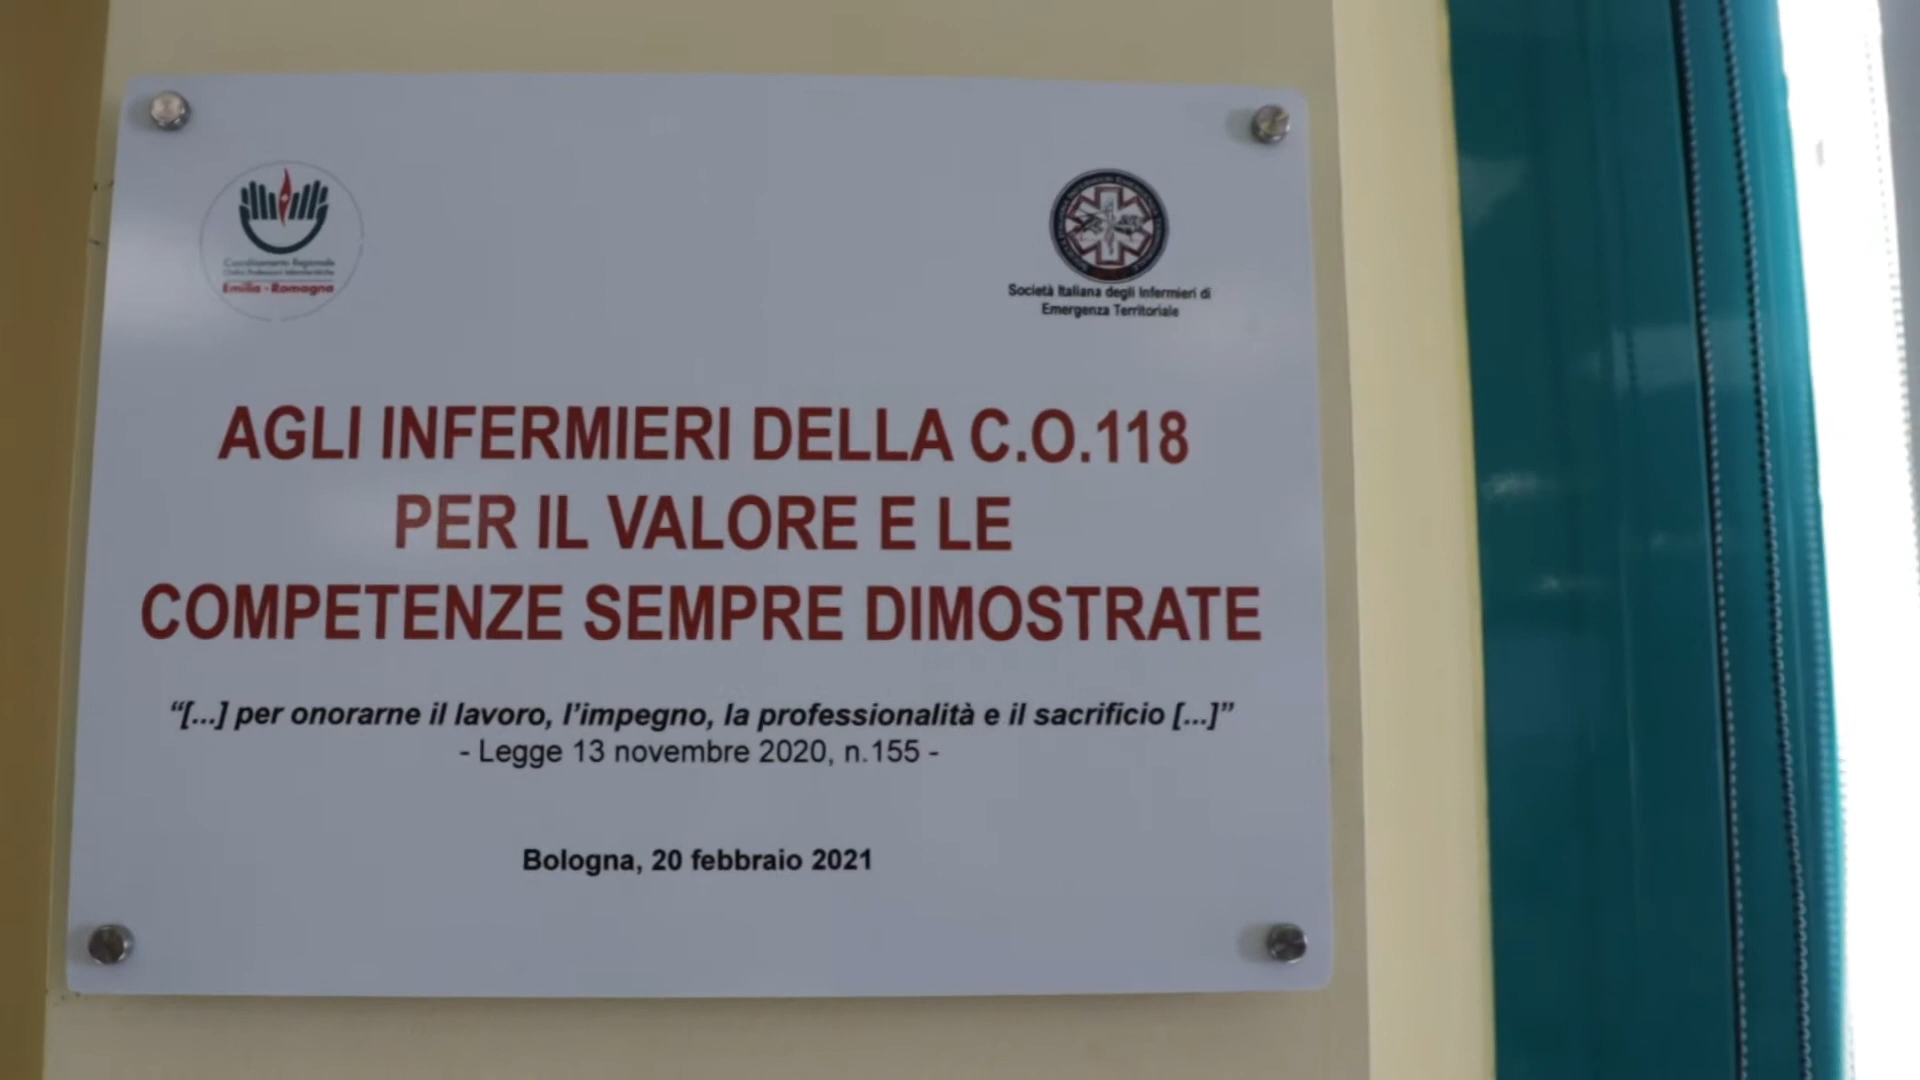 Coordinamento Regionale
Ordini Professioni Infermieristiche
Emilia - Romagna
Società Italiana degli Infermieri di
Emergenza Territoriale
AGLI INFERMIERI DELLA C.O.118
PER IL VALORE E LE
COMPETENZE SEMPRE DIMOSTRATE
“[...] per onorarne il lavoro, l’impegno, la professionalità e il sacrificio [...]”
- Legge 13 novembre 2020, n.155 -
Bologna, 20 febbraio 2021